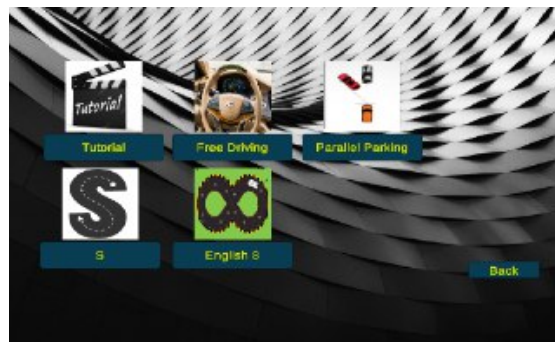 Tutorial
Tutorial
Free Driving
Parallel Parking
S
English 8
Back